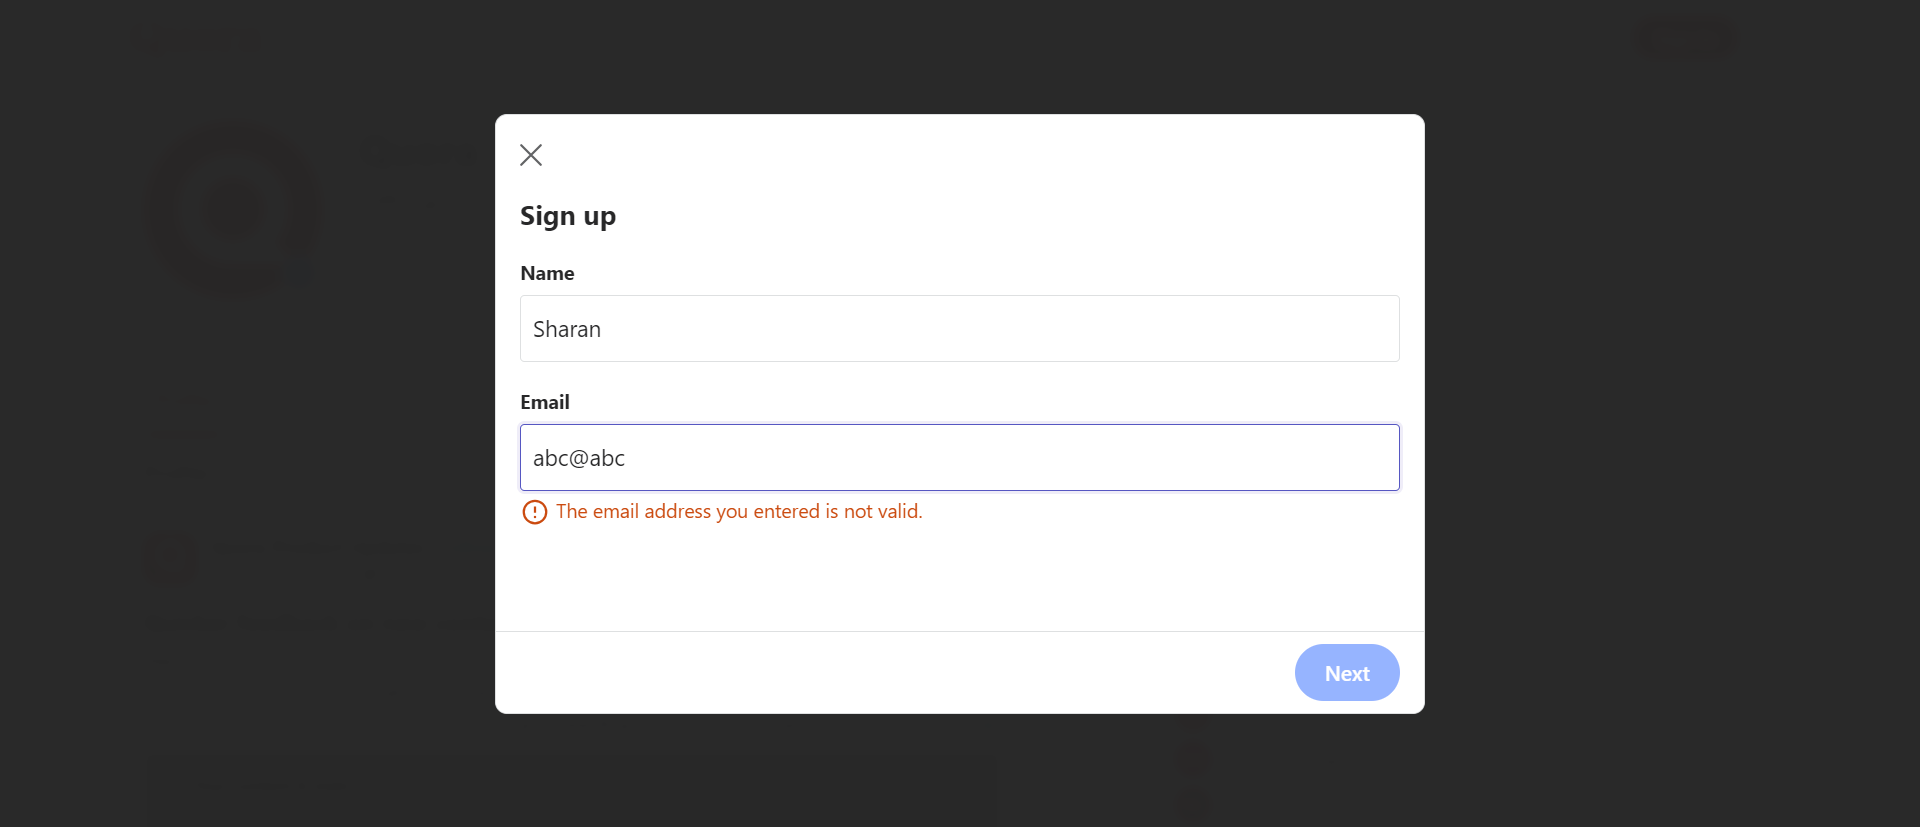 Sign up
Name
Sharan
Email
abc@abc
The email address you entered is not valid.
Next